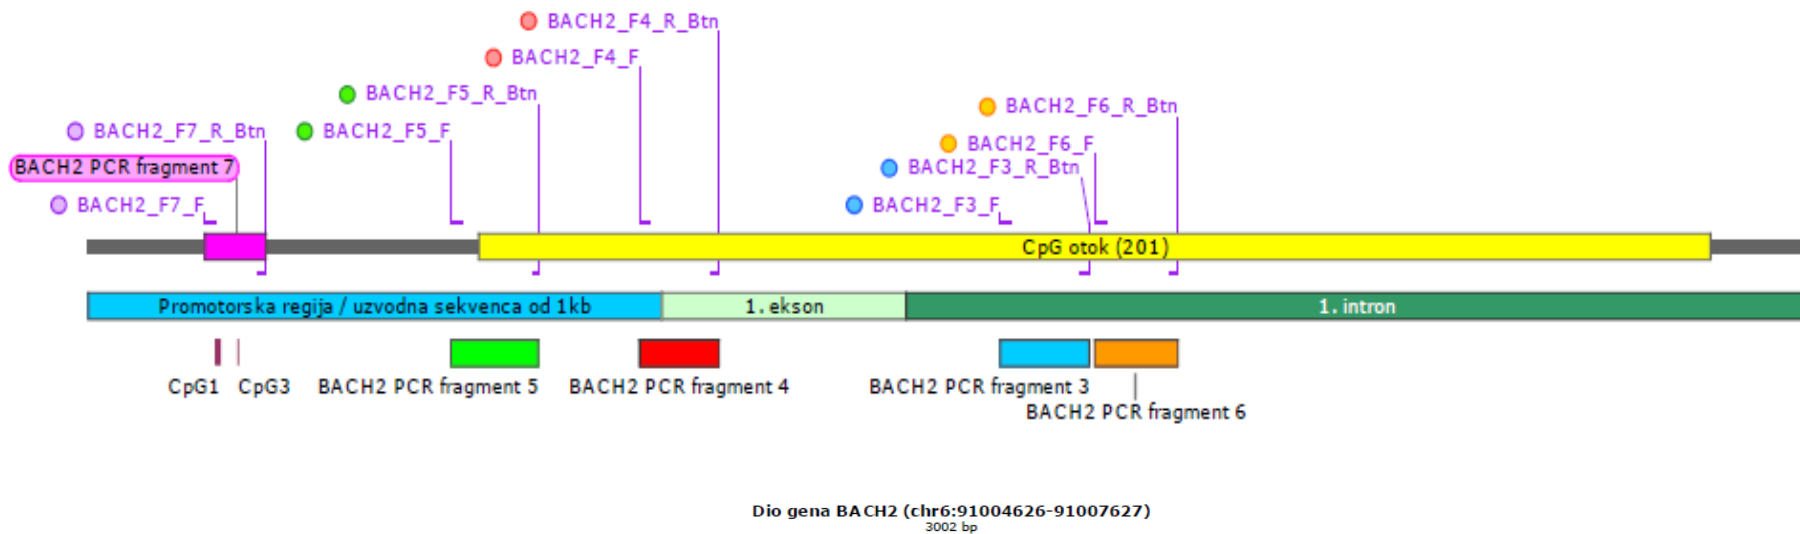 BACH2_F4_R_Btn
BACH2_F4_F
BACH2_F5_R_Btn
BACH2_F6_R_Btn
BACH2_F7_R_Btn
BACH2_F5_F
BACH2_F6_F
BACH2 PCR fragment 7
BACH2_F3_R_Btn
BACH2_F7_F
BACH2_F3_F
CpG otok (201)
Promotorska regija / uzvodna sekvenca od 1kb
1. ekson
1. intron
CpG1
CpG3
BACH2 PCR fragment 5
BACH2 PCR fragment 4
BACH2 PCR fragment 3
BACH2 PCR fragment 6
Dio gena BACH2 (chr6:91004626-91007627)
3002 bp